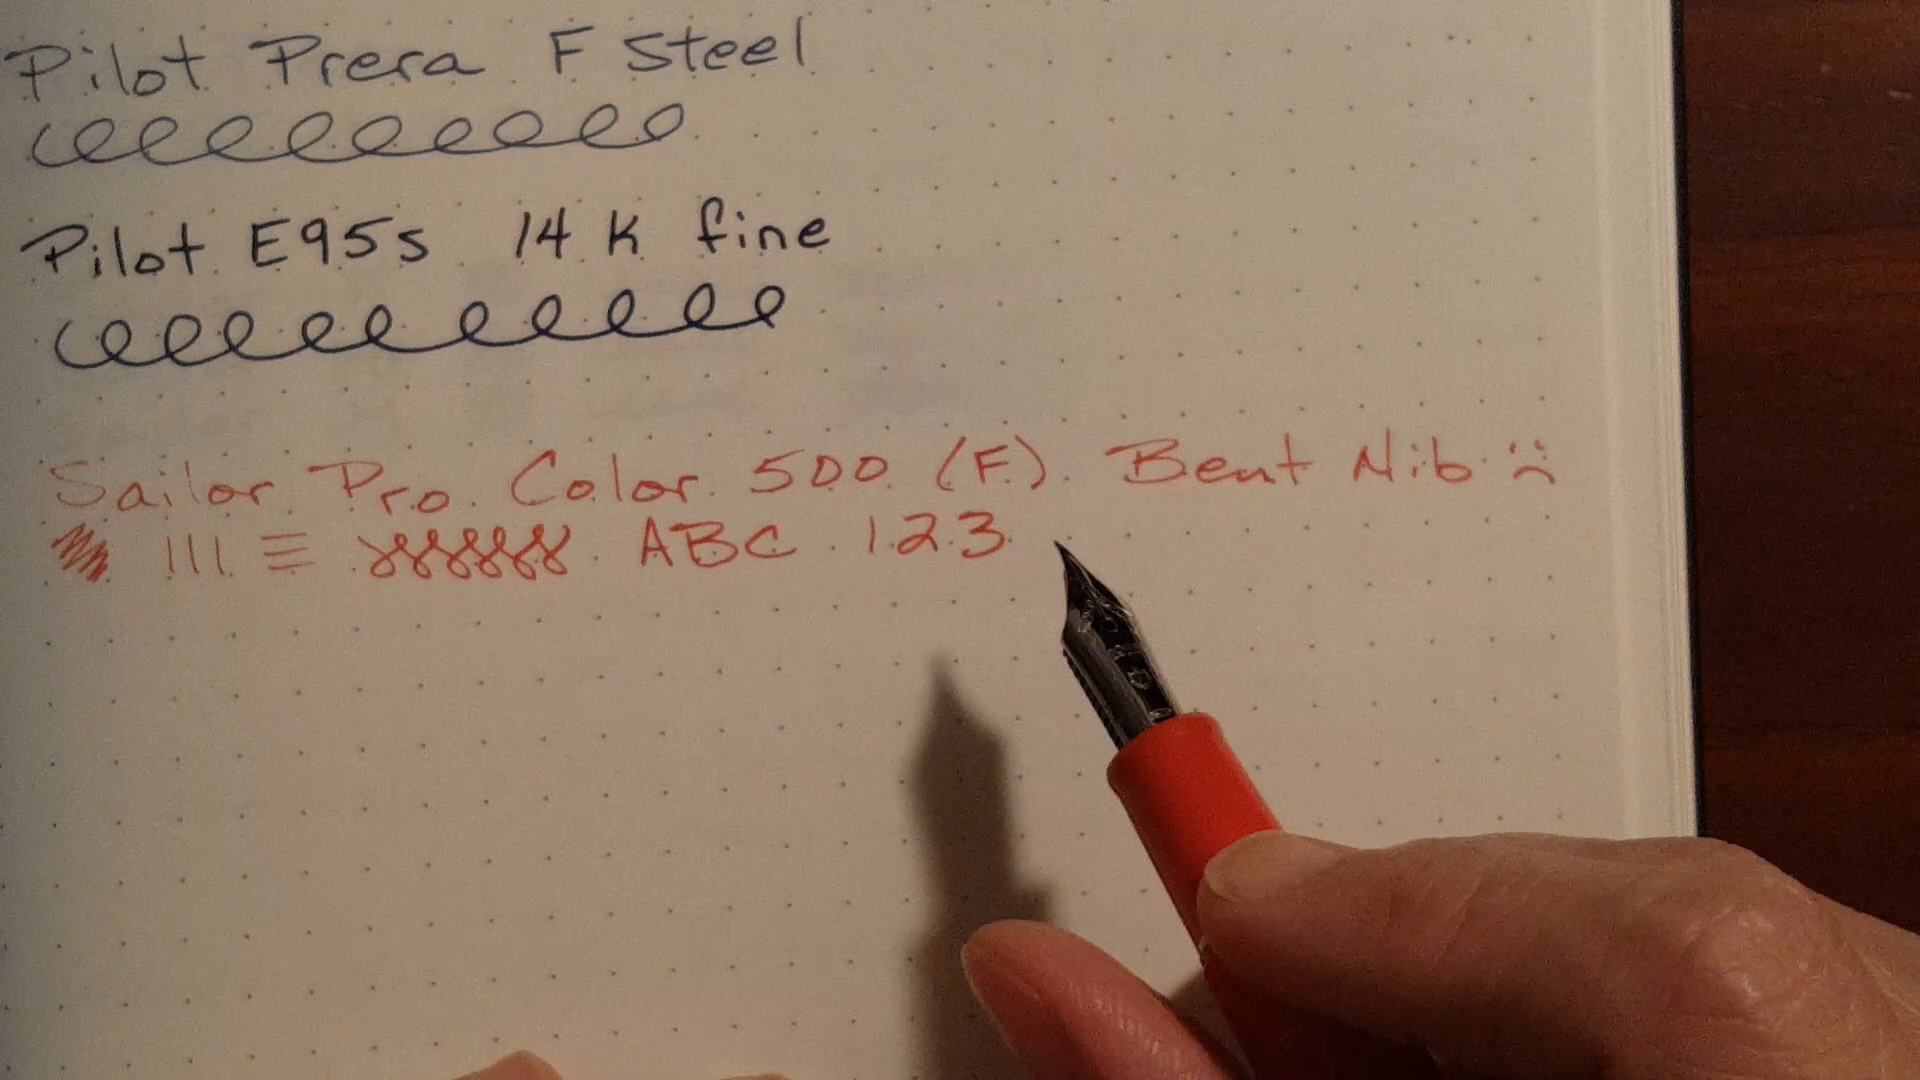 Pilot Prera F Steel
Pilot E95s 14 K fine
Sailor Pro Color 500 (F) Bent Nib :(
ABC 123